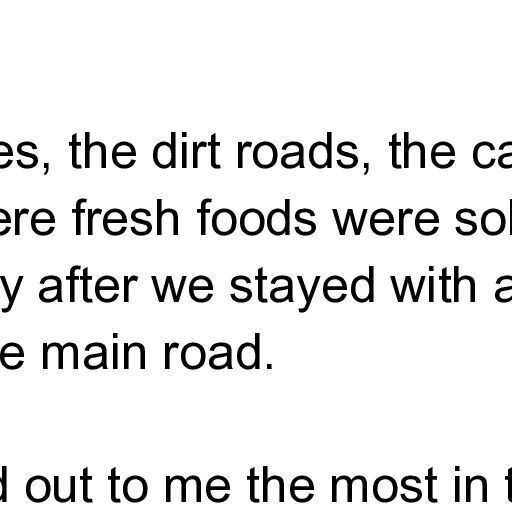 es, the dirt roads, the ca
ere fresh foods were sol
y after we stayed with a
e main road.
d out to me the most in t